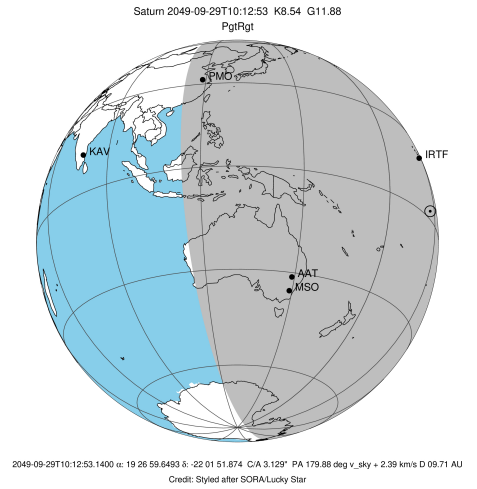 Saturn 2049-09-29T10:12:53 K8.54 G11.88
PgtRgt
PMO
KAV
IRTF
AAT
MSO
2049-09-29T10:12:53.1400 α: 19 26 59.6493 δ: -22 01 51.874 C/A 3.129" PA 179.88 deg v_sky + 2.39 km/s D 09.71 AU
Credit: Styled after SORA/Lucky Star